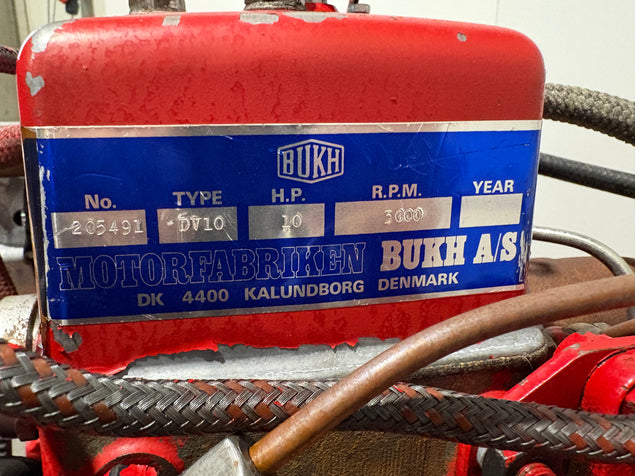 BUKH
No. TYPE H.P. R.P.M. YEAR
205491 DV10 10 3000
MOTORFABRIKEN BUKH A/S
DK 4400 KALUNDBORG DENMARK